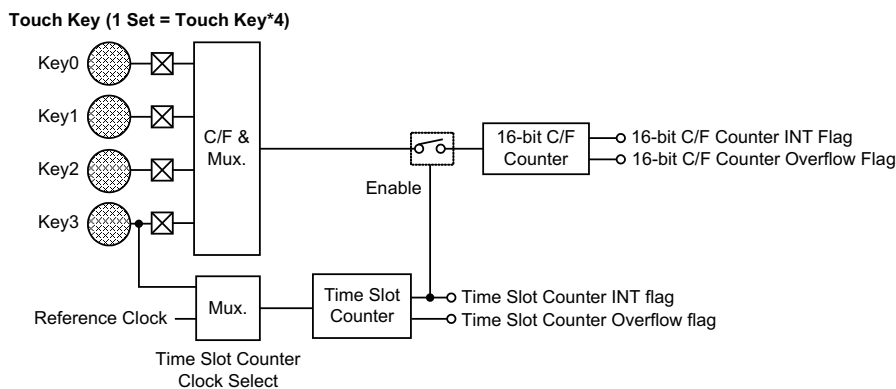 Touch Key (1 Set = Touch Key*4)
Key0
Key1
Key2
Key3
C/F &
Mux.
Enable
16-bit C/F
Counter
16-bit C/F Counter INT Flag
16-bit C/F Counter Overflow Flag
Reference Clock
Mux.
Time Slot Counter
Clock Select
Time Slot
Counter
Time Slot Counter INT flag
Time Slot Counter Overflow flag